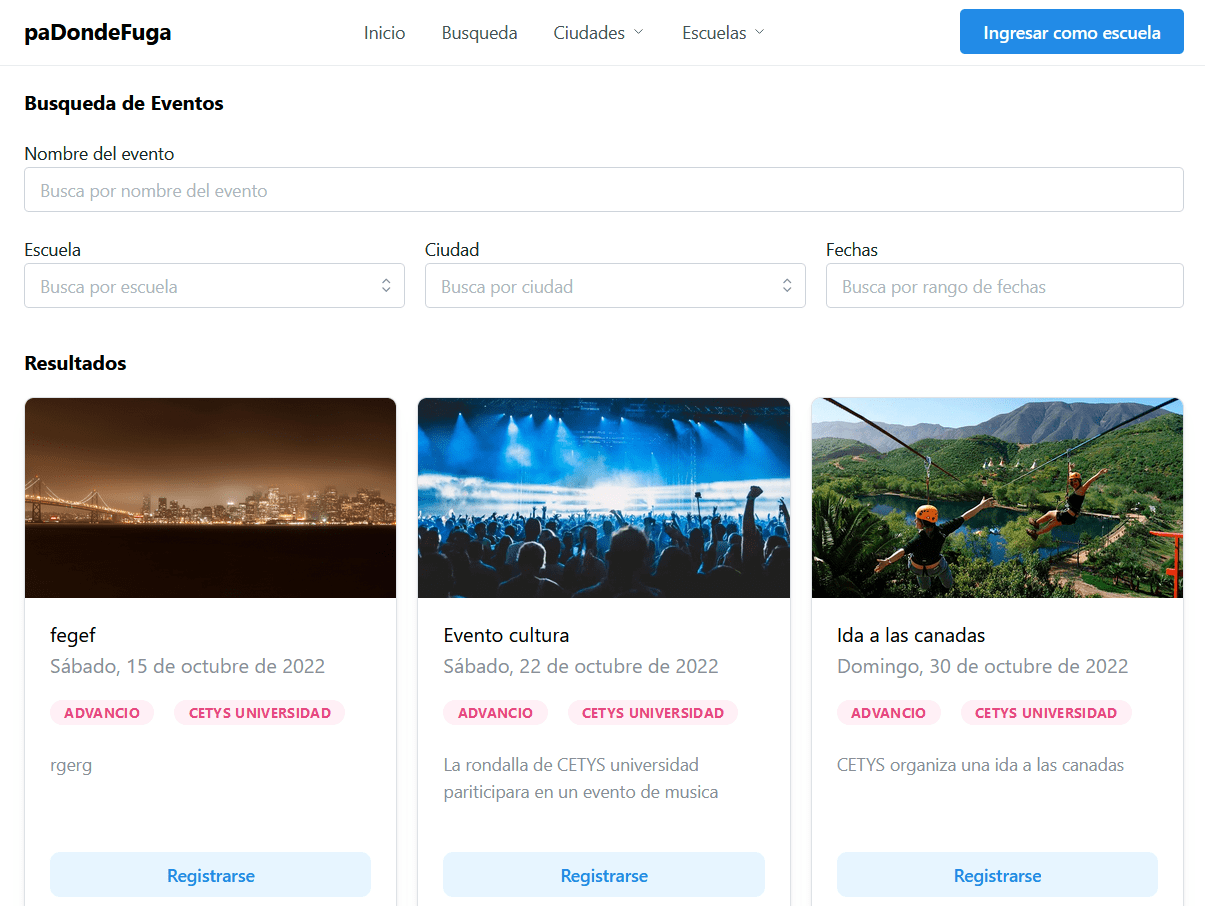 paDondeFuga
Inicio
Busqueda
Ciudades
Escuelas
Ingresar como escuela
Busqueda de Eventos
Nombre del evento
Busca por nombre del evento
Escuela
Ciudad
Fechas
Busca por escuela
Busca por ciudad
Busca por rango de fechas
Resultados
fegef
Sábado, 15 de octubre de 2022
ADVANCIO
CETYS UNIVERSIDAD
rgerg
Registrarse
Evento cultura
Sábado, 22 de octubre de 2022
ADVANCIO
CETYS UNIVERSIDAD
La rondalla de CETYS universidad
pariticipara en un evento de musica
Registrarse
Ida a las canadas
Domingo, 30 de octubre de 2022
ADVANCIO
CETYS UNIVERSIDAD
CETYS organiza una ida a las canadas
Registrarse